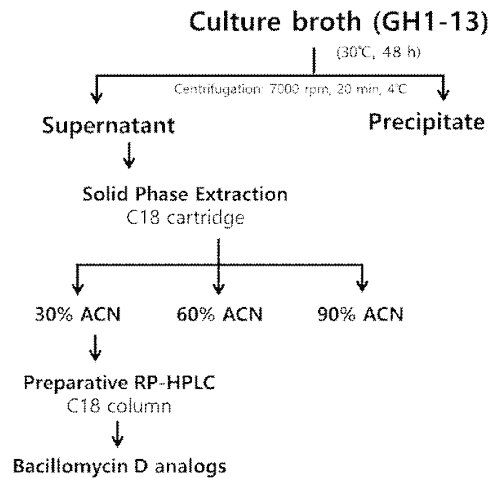 Culture broth (GH1-13)
(30℃, 48 h)
Centrifugation: 7000 rpm, 20 min, 4℃
Supernatant
Precipitate
Solid Phase Extraction
C18 cartridge
30% ACN
60% ACN
90% ACN
Preparative RP-HPLC
C18 column
Bacillomycin D analogs